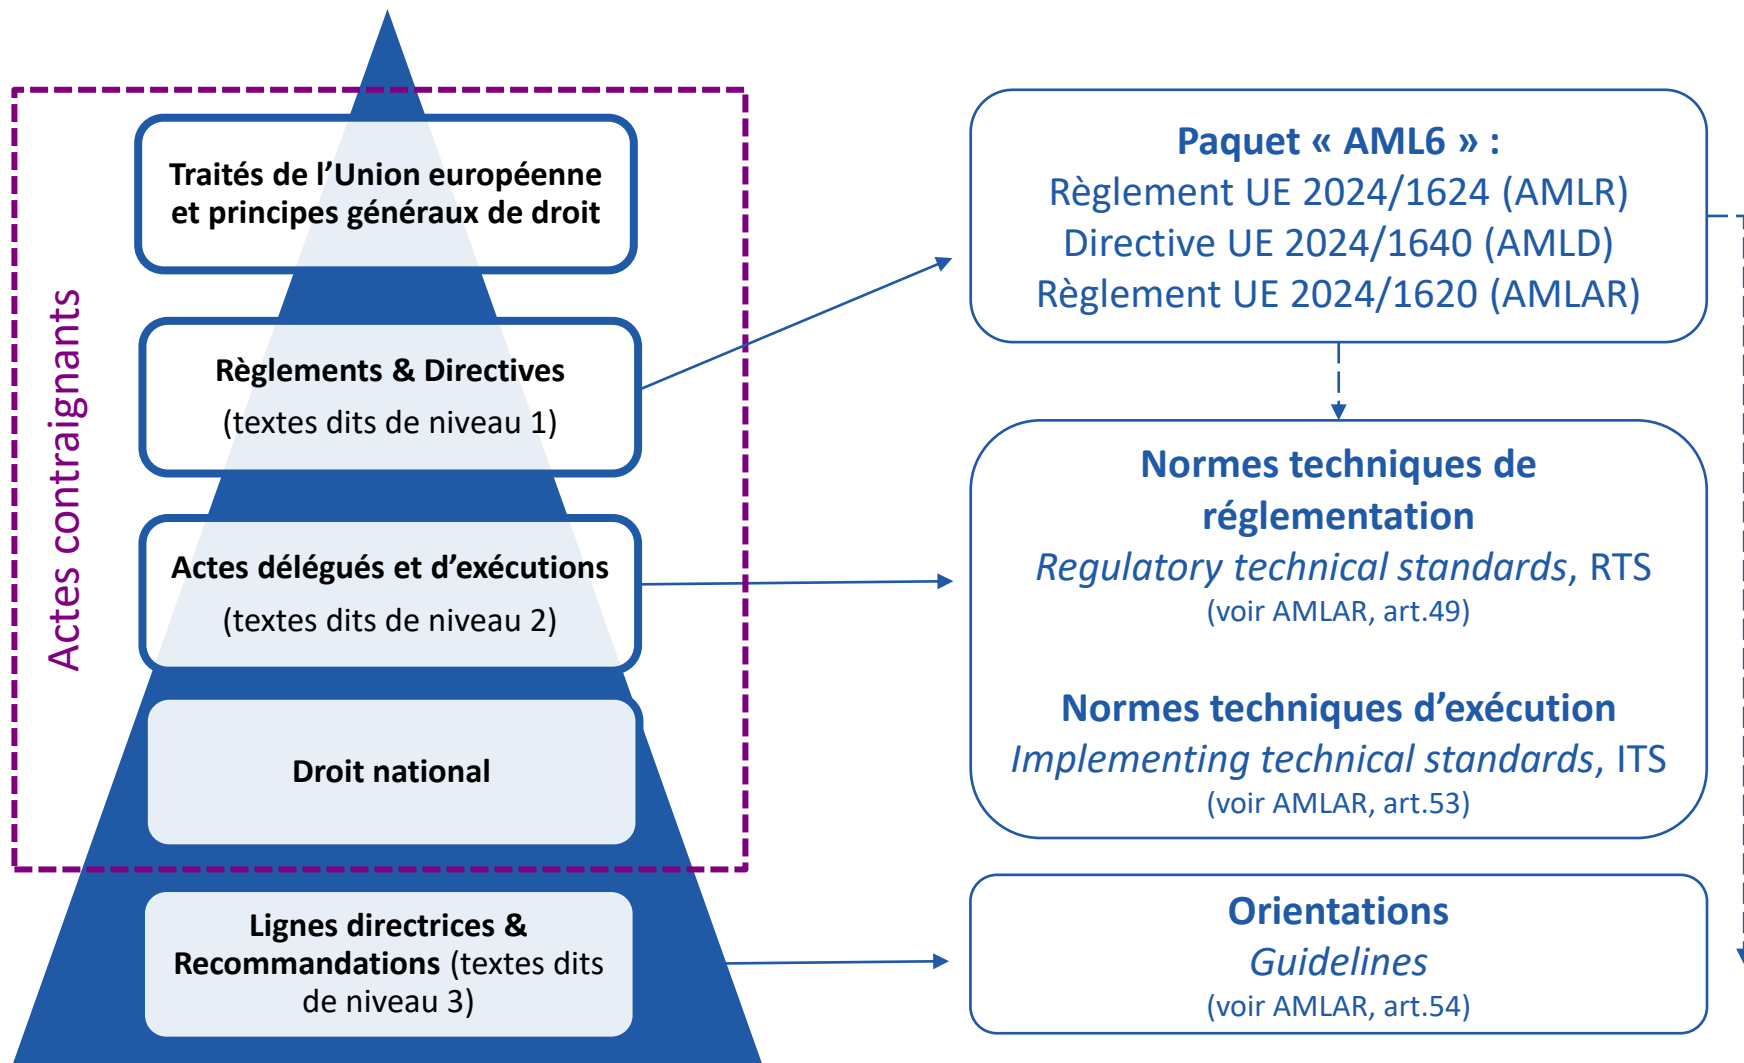 Actes contraignants
Traités de l’Union européenne
et principes généraux de droit
Règlements & Directives
(textes dits de niveau 1)
Actes délégués et d'exécutions
(textes dits de niveau 2)
Droit national
Lignes directrices &
Recommandations (textes dits
de niveau 3)
Paquet « AML6 » :
Règlement UE 2024/1624 (AMLR)
Directive UE 2024/1640 (AMLD)
Règlement UE 2024/1620 (AMLAR)
Normes techniques de
réglementation
Regulatory technical standards, RTS
(voir AMLAR, art.49)
Normes techniques d’exécution
Implementing technical standards, ITS
(voir AMLAR, art.53)
Orientations
Guidelines
(voir AMLAR, art.54)